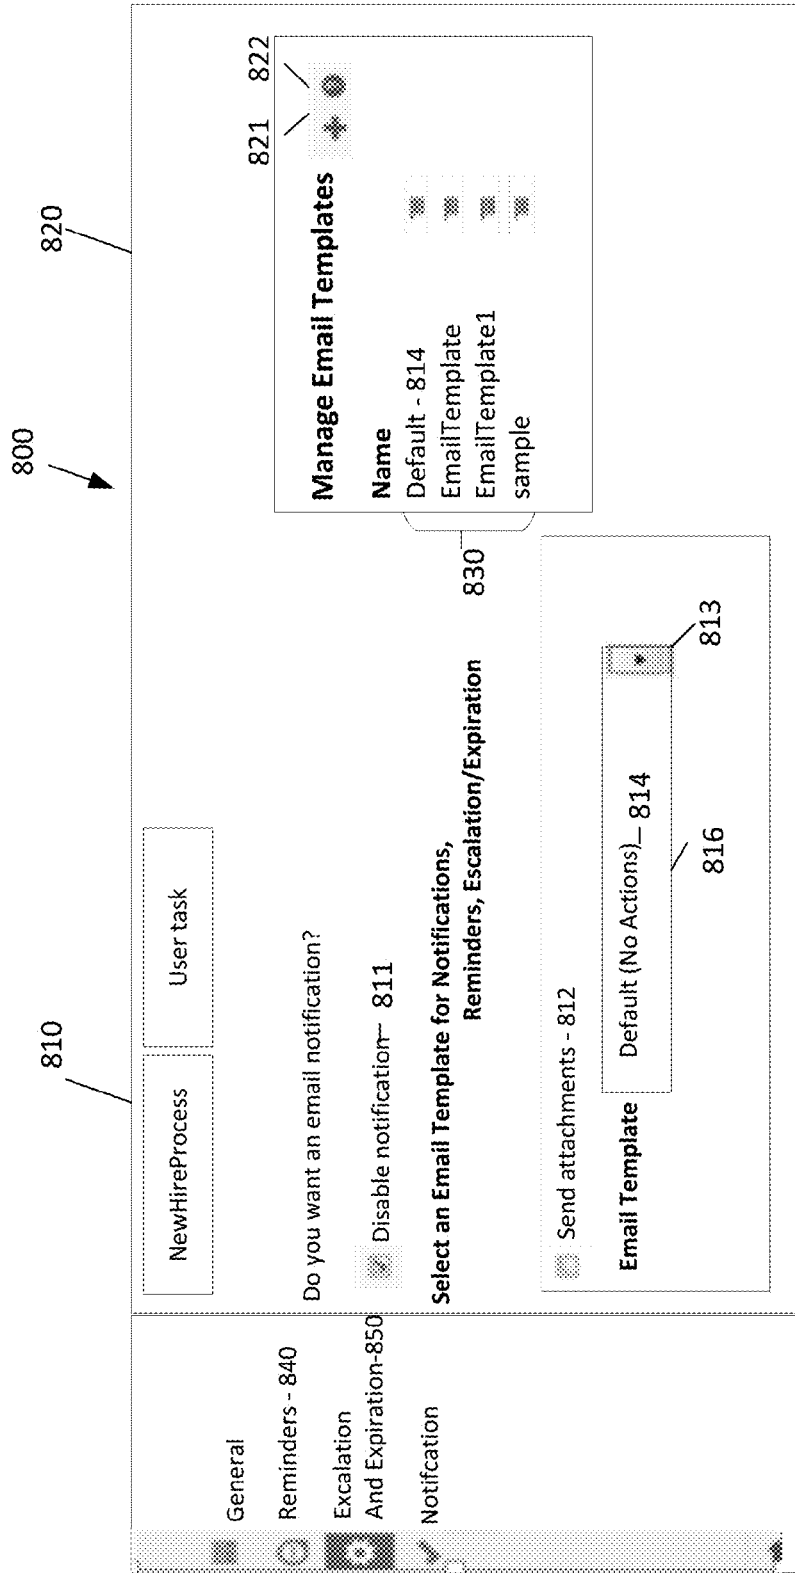 800
810
820
NewHireProcess
User task
General
Reminders - 840
Excalation
And Expiration-850
Notifcation
Do you want an email notification?
Disable notification 811
Select an Email Template for Notifications,
Reminders, Escalation/Expiration
Send attachments - 812
Email Template
Default (No Actions) 814
813
816
821
822
Manage Email Templates
Name
Default - 814
EmailTemplate
EmailTemplate1
sample
830